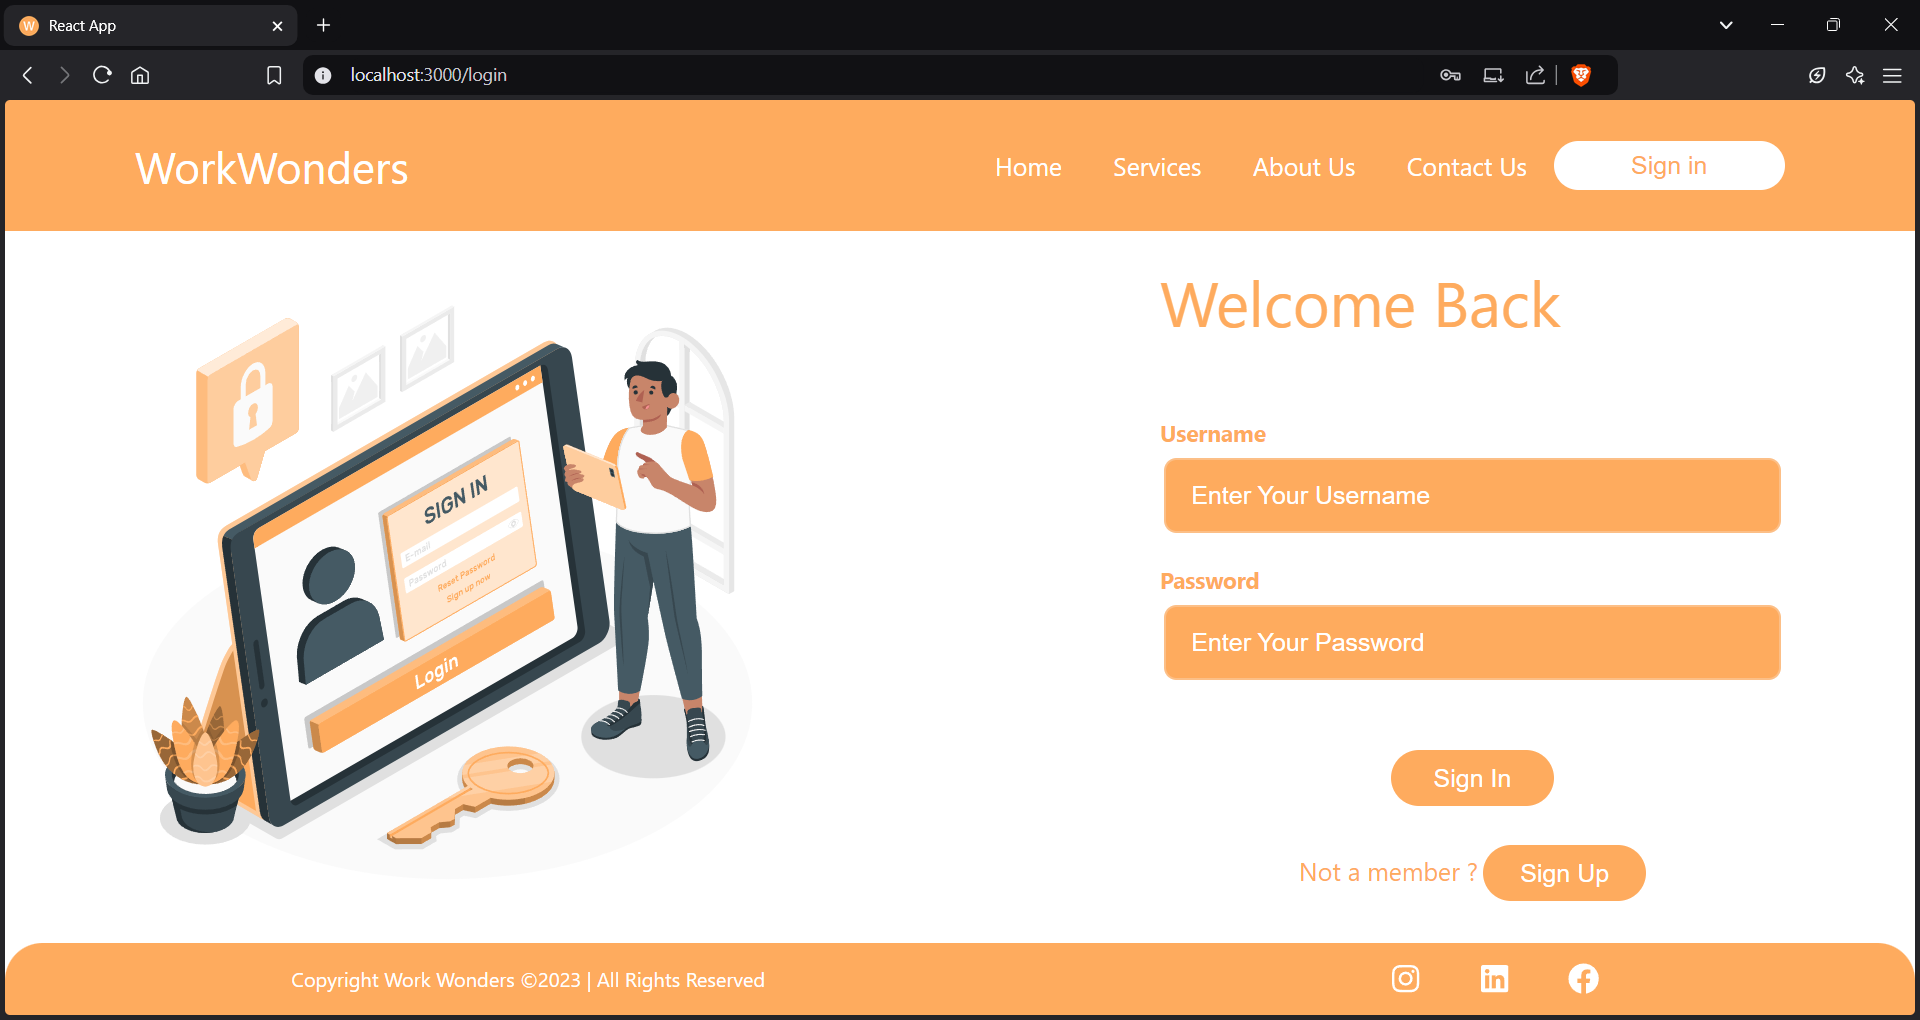 W React App
localhost:3000/login
WorkWonders
Home Services About Us Contact Us Sign in
Welcome Back
SIGN IN
E-mail
Password
Reset Password
Sign up now
Login
Username
Enter Your Username
Password
Enter Your Password
Sign In
Not a member ? Sign Up
Copyright Work Wonders ©2023 | All Rights Reserved